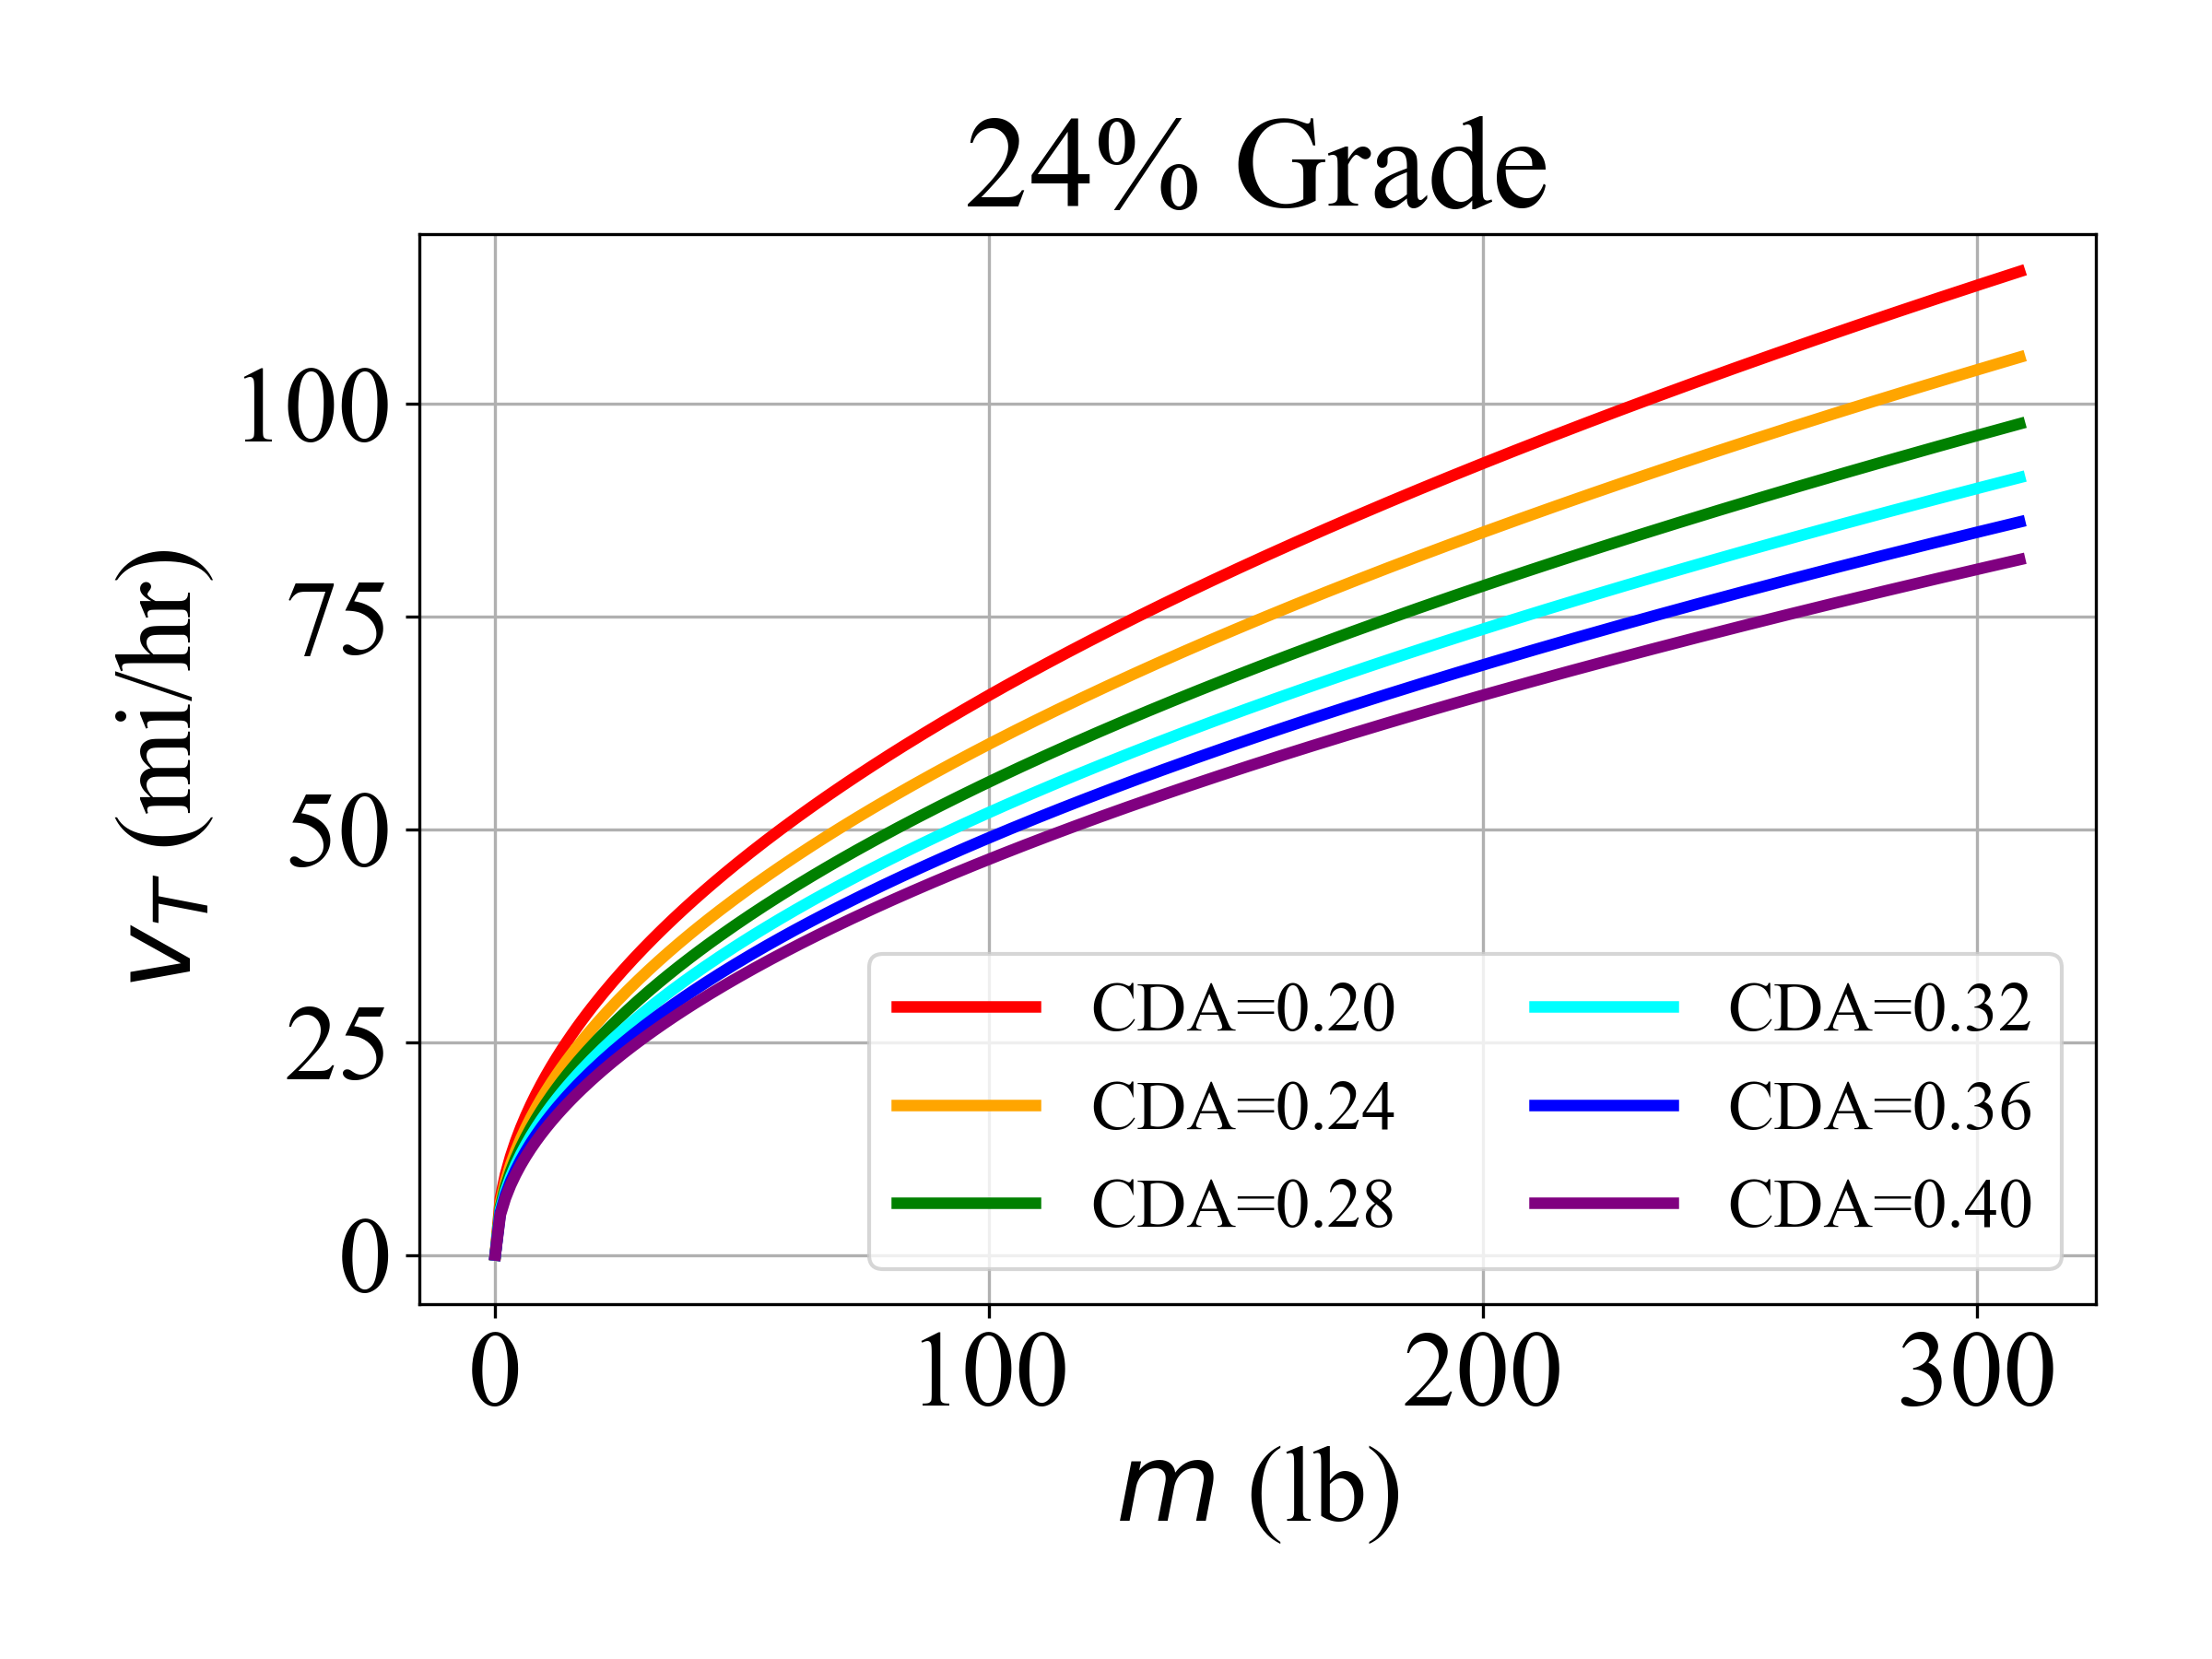 24% Grade
v_T (mi/hr)
100
75
50
25
0
CDA=0.20
CDA=0.24
CDA=0.28
CDA=0.32
CDA=0.36
CDA=0.40
0 100 200 300
m (lb)